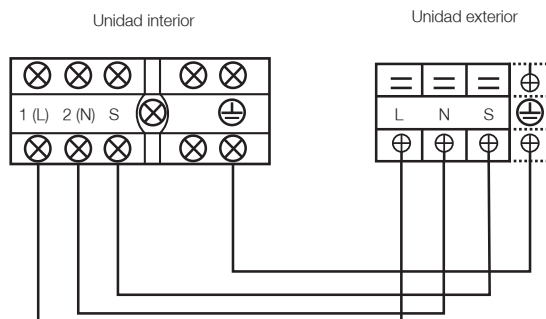 Unidad interior
Unidad exterior
1 (L) 2 (N) S
L N S